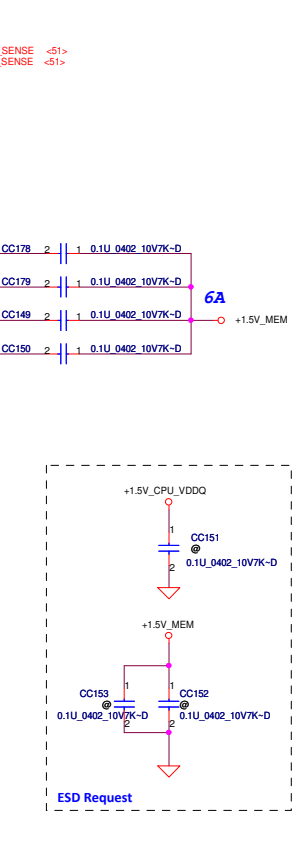 _SENSE <51>
_SENSE <51>
CC178 2 1 0.1U_0402_10V7K~D
CC179 2 1 0.1U_0402_10V7K~D
6A
CC149 2 1 0.1U_0402_10V7K~D
+1.5V_MEM
CC150 2 1 0.1U_0402_10V7K~D
+1.5V_CPU_VDDQ
1
CC151
@
2
0.1U_0402_10V7K~D
+1.5V_MEM
1 1
CC153 CC152
@ @
0.1U_0402_10V7K~D 0.1U_0402_10V7K~D
2 2
ESD Request